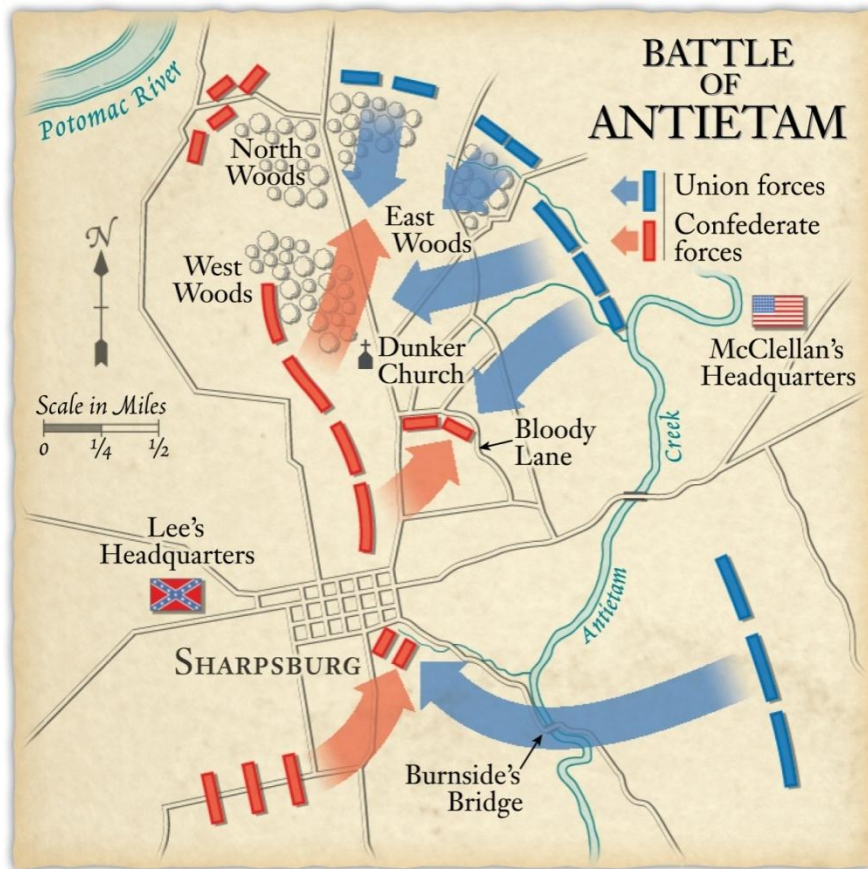 BATTLE
OF
ANTIETAM
Potomac River
North
Woods
East
Woods
Union forces
Confederate
forces
N
West
Woods
Dunker
Church
McClellan's
Headquarters
Scale in Miles
0 1/4 1/2
Bloody
Lane
Creek
Lee's
Headquarters
Antietam
SHARPSBURG
Burnside's
Bridge